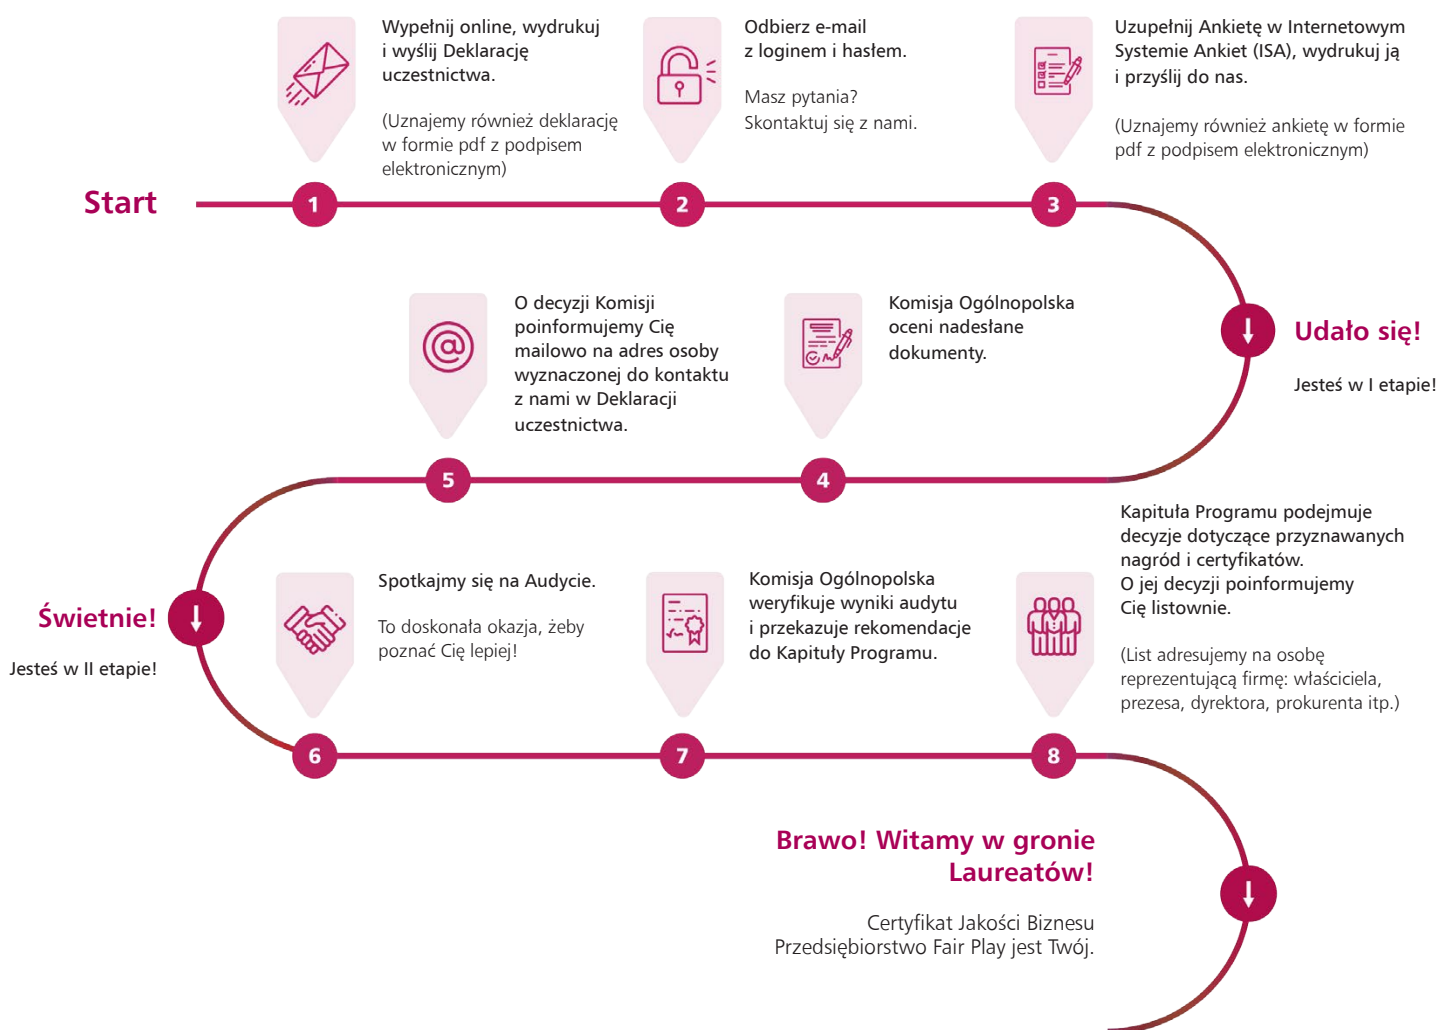 Start
1
Wypełnij online, wydrukuj
i wyślij Deklarację
uczestnictwa.
(Uznajemy również deklarację
w formie pdf z podpisem
elektronicznym)
2
Odbierz e-mail
z loginem i hasłem.
Masz pytania?
Skontaktuj się z nami.
3
Uzupełnij Ankietę w Internetowym
Systemie Ankiet (ISA), wydrukuj ją
i przyślij do nas.
(Uznajemy również ankietę w formie
pdf z podpisem elektronicznym)
Udało się!
Jesteś w I etapie!
4
Komisja Ogólnopolska
oceni nadesłane
dokumenty.
5
O decyzji Komisji
poinformujemy Cię
mailowo na adres osoby
wyznaczonej do kontaktu
z nami w Deklaracji
uczestnictwa.
Świetnie!
Jesteś w II etapie!
6
Spotkajmy się na Audycie.
To doskonała okazja, żeby
poznać Cię lepiej!
7
Komisja Ogólnopolska
weryfikuje wyniki audytu
i przekazuje rekomendacje
do Kapituły Programu.
8
Kapituła Programu podejmuje
decyzje dotyczące przyznawanych
nagród i certyfikatów.
O jej decyzji poinformujemy
Cię listownie.
(List adresujemy na osobę
reprezentującą firmę: właściciela,
prezesa, dyrektora, prokurenta itp.)
Brawo! Witamy w gronie
Laureatów!
Certyfikat Jakości Biznesu
Przedsiębiorstwo Fair Play jest Twój.